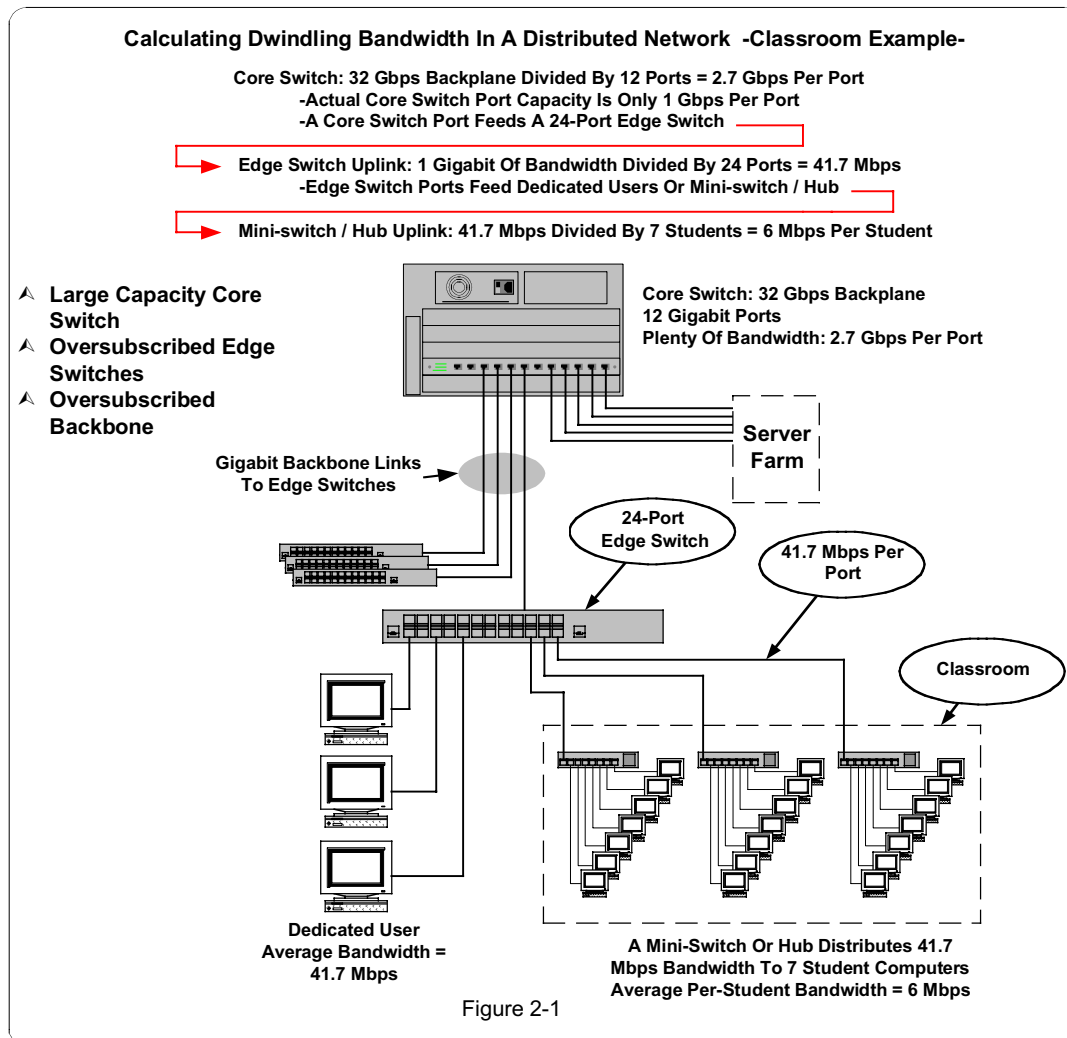 Calculating Dwindling Bandwidth In A Distributed Network -Classroom Example-
Core Switch: 32 Gbps Backplane Divided By 12 Ports = 2.7 Gbps Per Port
-Actual Core Switch Port Capacity Is Only 1 Gbps Per Port
-A Core Switch Port Feeds A 24-Port Edge Switch
Edge Switch Uplink: 1 Gigabit Of Bandwidth Divided By 24 Ports = 41.7 Mbps
-Edge Switch Ports Feed Dedicated Users Or Mini-switch / Hub
Mini-switch / Hub Uplink: 41.7 Mbps Divided By 7 Students = 6 Mbps Per Student
Large Capacity Core
Switch
Oversubscribed Edge
Switches
Oversubscribed
Backbone
Core Switch: 32 Gbps Backplane
12 Gigabit Ports
Plenty Of Bandwidth: 2.7 Gbps Per Port
Server
Farm
Gigabit Backbone Links
To Edge Switches
24-Port
Edge Switch
41.7 Mbps Per
Port
Classroom
Dedicated User
Average Bandwidth =
41.7 Mbps
A Mini-Switch Or Hub Distributes 41.7
Mbps Bandwidth To 7 Student Computers
Average Per-Student Bandwidth = 6 Mbps
Figure 2-1